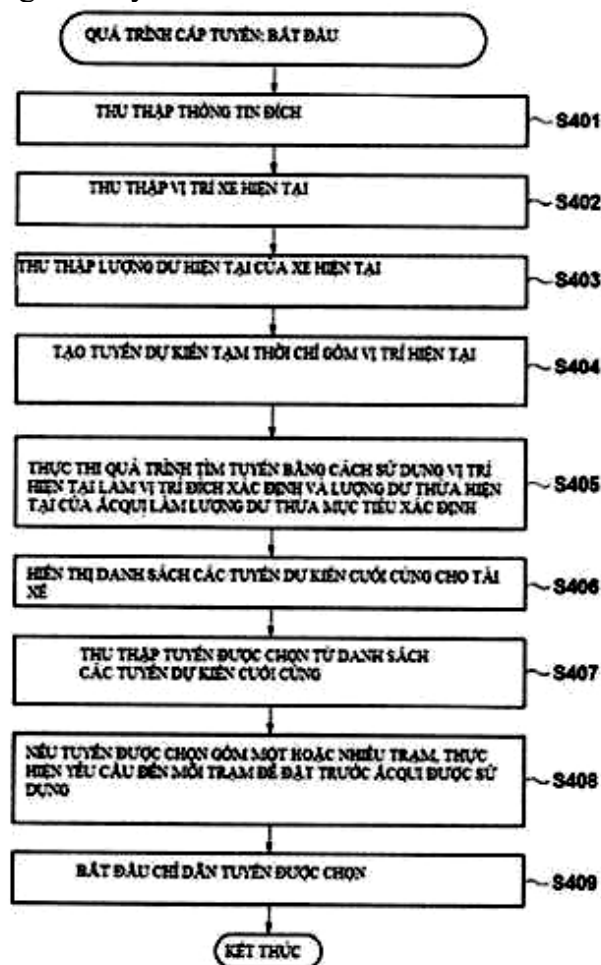 QUÁ TRÌNH CẤP TUYẾN: BẮT ĐẦU
THU THẬP THÔNG TIN ĐÍCH
S401
THU THẬP VỊ TRÍ XE HIỆN TẠI
S402
THU THẬP LƯỢNG DƯ HIỆN TẠI CỦA XE HIỆN TẠI
S403
TẠO TUYẾN DỰ KIẾN TẠM THỜI CHỈ GỒM VỊ TRÍ HIỆN TẠI
S404
THỰC THI QUÁ TRÌNH TÌM TUYẾN BẰNG CÁCH SỬ DỤNG VỊ TRÍ
HIỆN TẠI LÀM VỊ TRÍ ĐÍCH XÁC ĐỊNH VÀ LƯỢNG DƯ THỪA HIỆN
TẠI CỦA ẮCQUI LÀM LƯỢNG DƯ THỪA MỤC TIÊU XÁC ĐỊNH
S405
HIỂN THỊ DANH SÁCH CÁC TUYẾN DỰ KIẾN CUỐI CÙNG CHO TÀI
XẾ
S406
THU THẬP TUYẾN ĐƯỢC CHỌN TỪ DANH SÁCH
CÁC TUYẾN DỰ KIẾN CUỐI CÙNG
S407
NẾU TUYẾN ĐƯỢC CHỌN GỒM MỘT HOẶC NHIỀU TRẠM, THỰC
HIỆN YÊU CẦU ĐẾN MỖI TRẠM ĐỂ ĐẶT TRƯỚC ẮCQUI ĐƯỢC SỬ
DỤNG
S408
BẮT ĐẦU CHỈ DẪN TUYẾN ĐƯỢC CHỌN
S409
KẾT THÚC